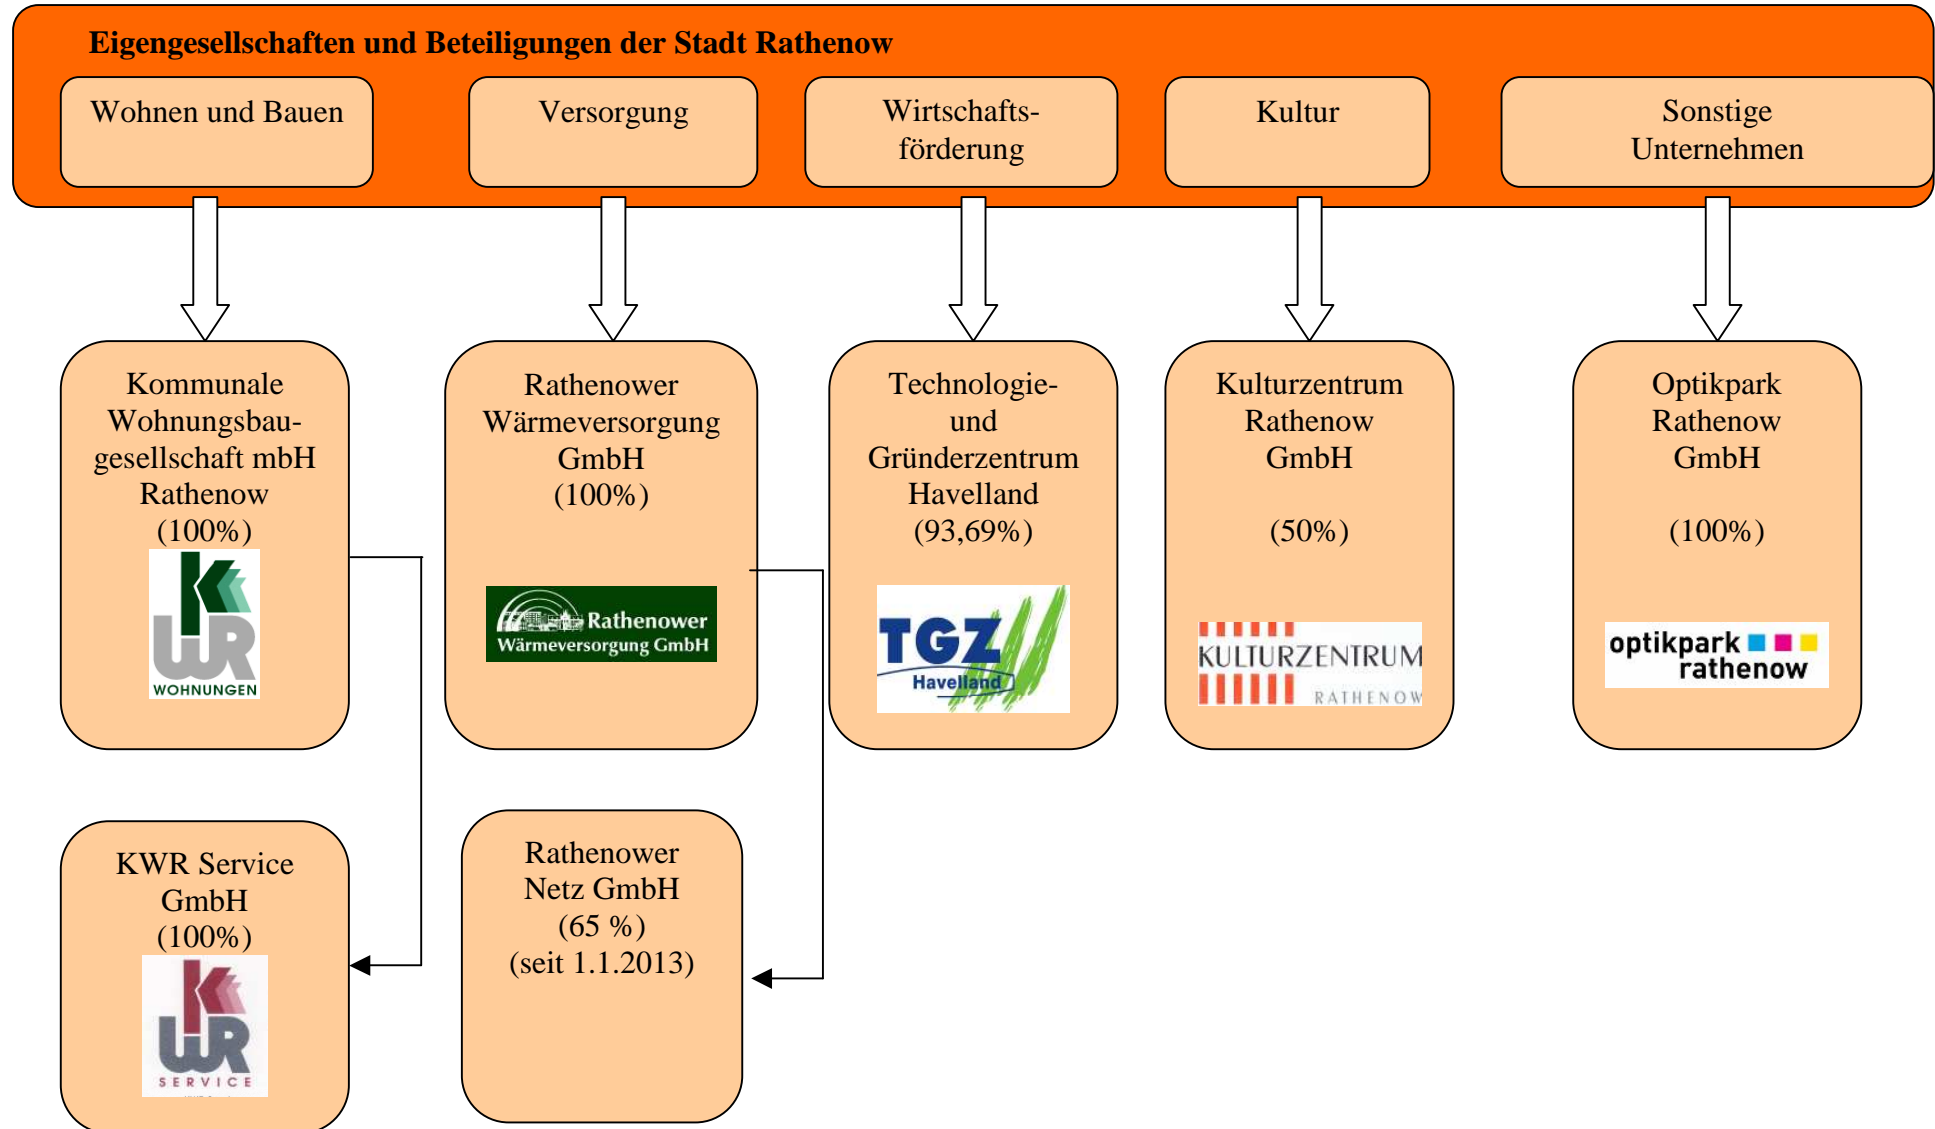 Eigengesellschaften und Beteiligungen der Stadt Rathenow
Wohnen und Bauen
Versorgung
Wirtschafts-
förderung
Kultur
Sonstige
Unternehmen
Kommunale
Wohnungsbau-
gesellschaft mbH
Rathenow
(100%)
KWR
WOHNUNGEN
Rathenower
Wärmeversorgung
GmbH
(100%)
Rathenower
Wärmeversorgung GmbH
Technologie-
und
Gründerzentrum
Havelland
(93,69%)
TGZ
Havelland
Kulturzentrum
Rathenow
GmbH
(50%)
KULTURZENTRUM
RATHENOW
Optikpark
Rathenow
GmbH
(100%)
optikpark
rathenow
KWR Service
GmbH
(100%)
KWR
SERVICE
Rathenower
Netz GmbH
(65 %)
(seit 1.1.2013)